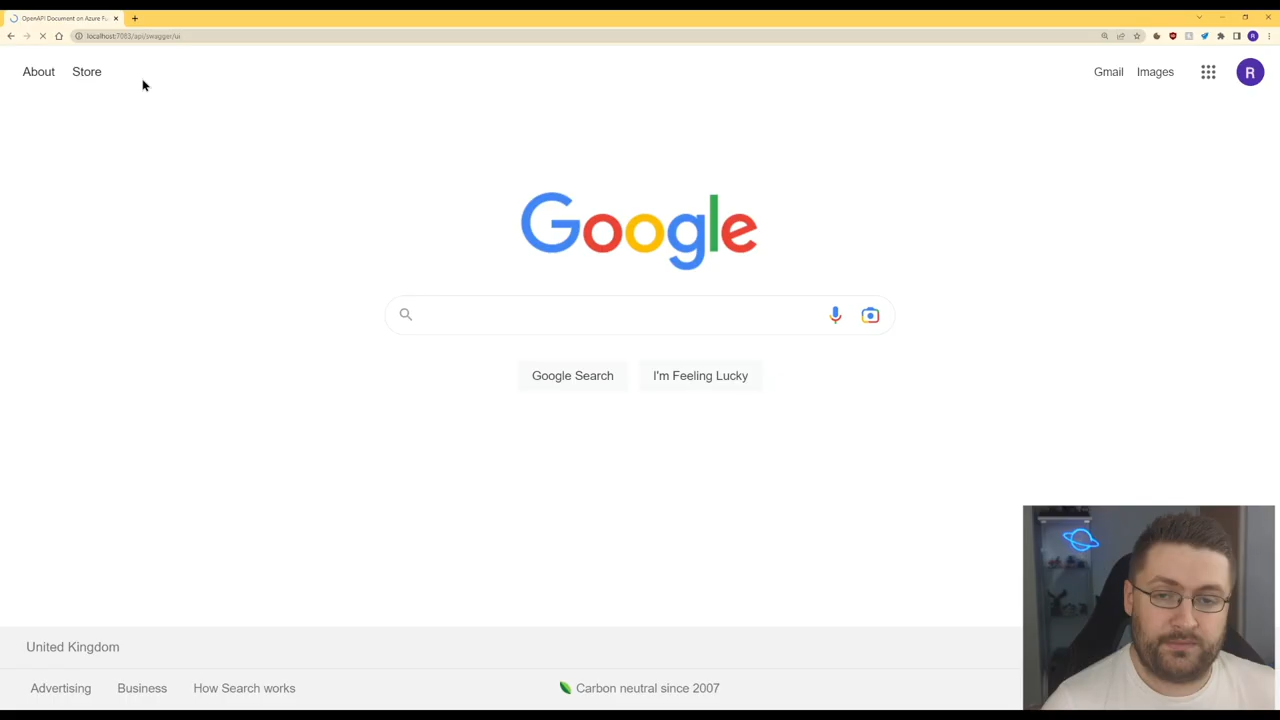 OpenAPI Document on Azure Fu
localhost:7083/api/swagger/ui
About Store
Gmail Images
R
Google
Google Search I'm Feeling Lucky
United Kingdom
Advertising Business How Search works
Carbon neutral since 2007